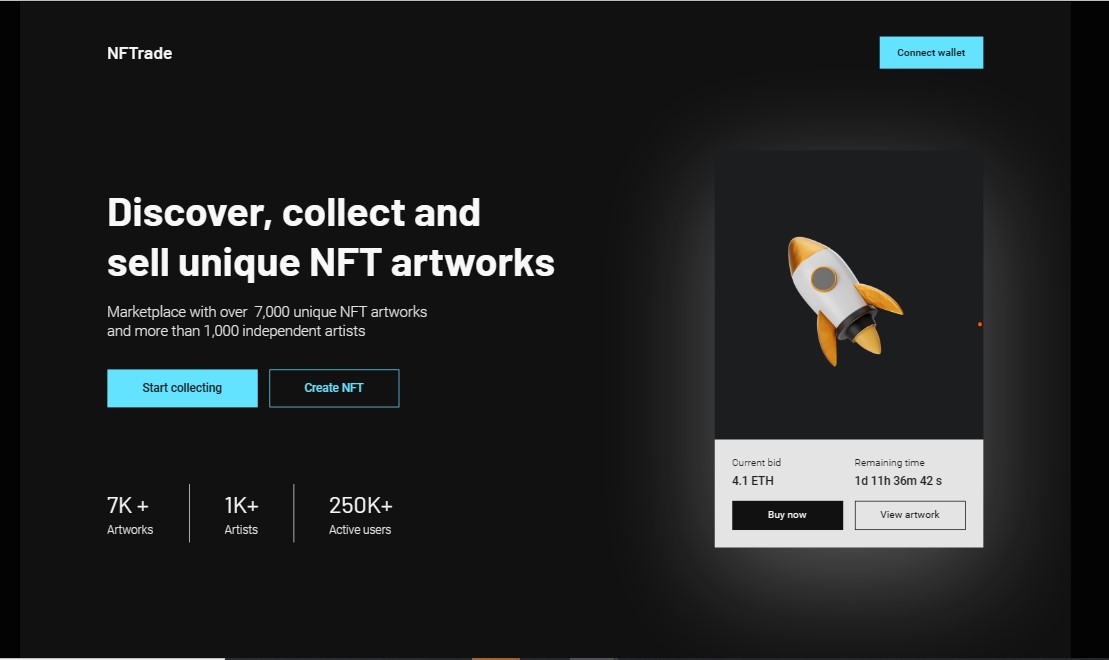 NFTrade
Connect wallet
Discover, collect and
sell unique NFT artworks
Marketplace with over  7,000 unique NFT artworks
and more than 1,000 independent artists
Start collecting
Create NFT
7K +
1K+
250K+
Artworks
Artists
Active users
Current bid
Remaining time
4.1 ETH
1d 11h 36m 42 s
Buy now
View artwork